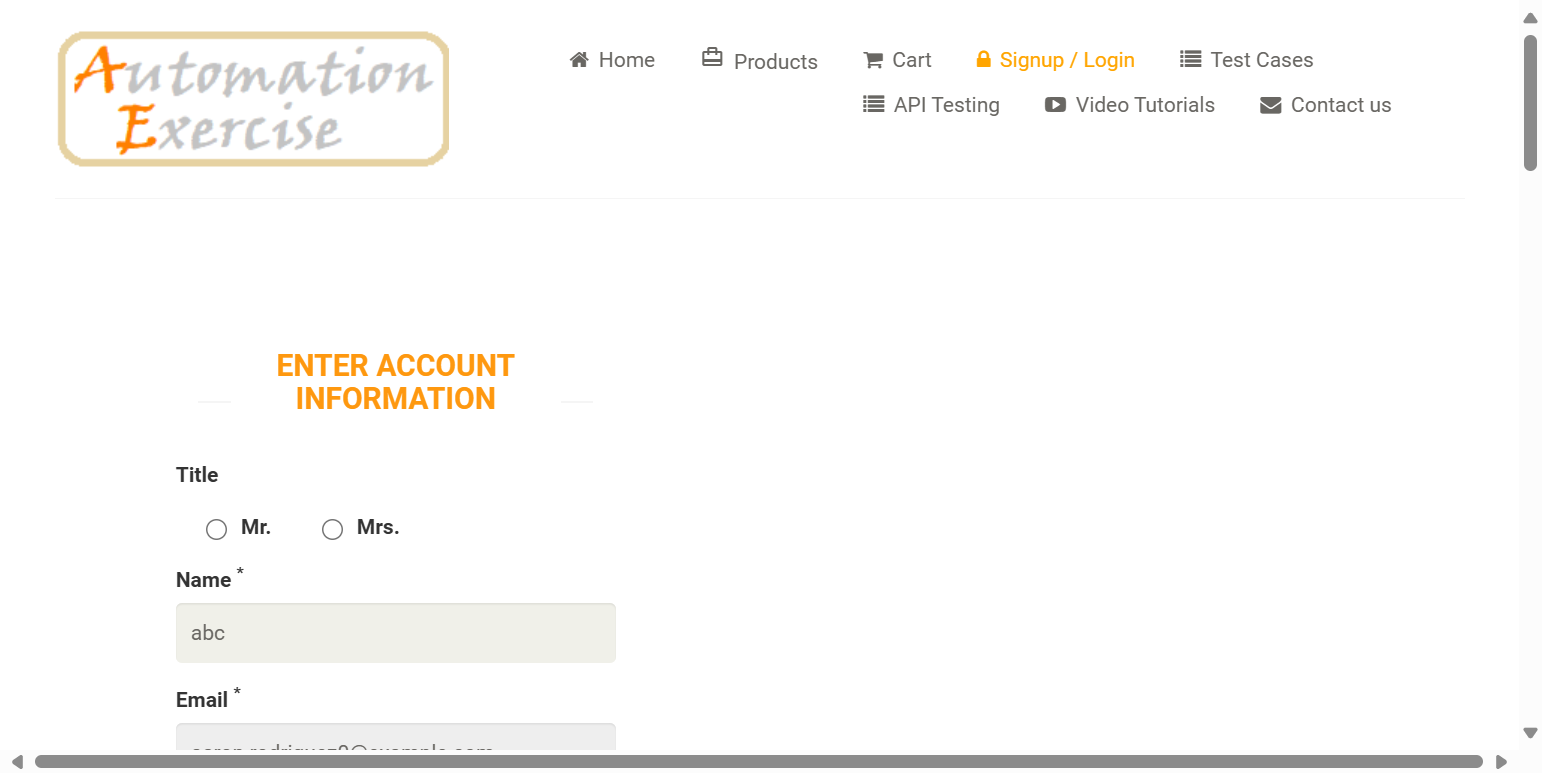 Automation
Exercise
Home Products Cart Signup / Login Test Cases
API Testing Video Tutorials Contact us
ENTER ACCOUNT
INFORMATION
Title
Mr. Mrs.
Name *
abc
Email *